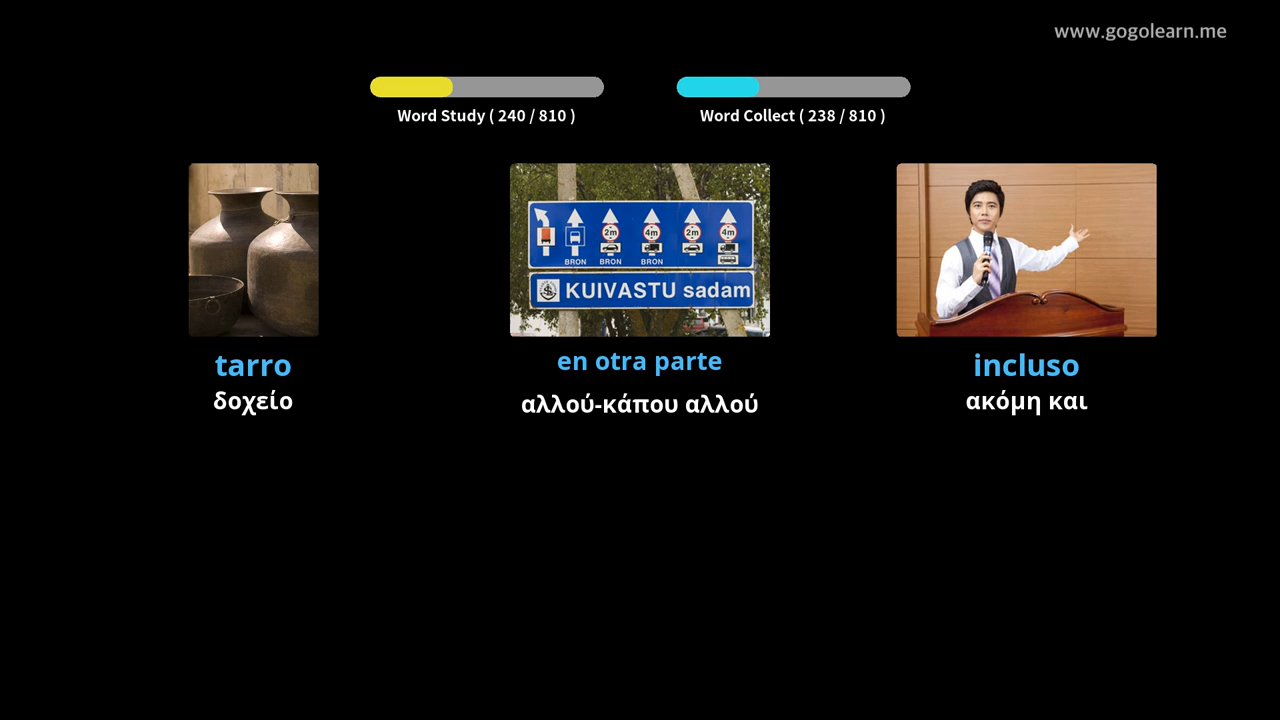 www.gogolearn.me
Word Study ( 240 / 810 )
Word Collect ( 238 / 810 )
2m
4m
2m
4m
BRON
BRON
BRON
KUIVASTU sadam
tarro
δοχείο
en otra parte
αλλού-κάπου αλλού
incluso
ακόμη και